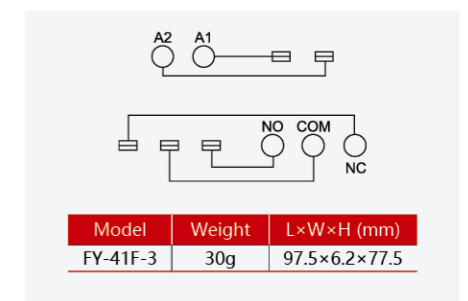 A2 A1
NO COM
NC
Model Weight L×W×H (mm)
FY-41F-3 30g 97.5×6.2×77.5